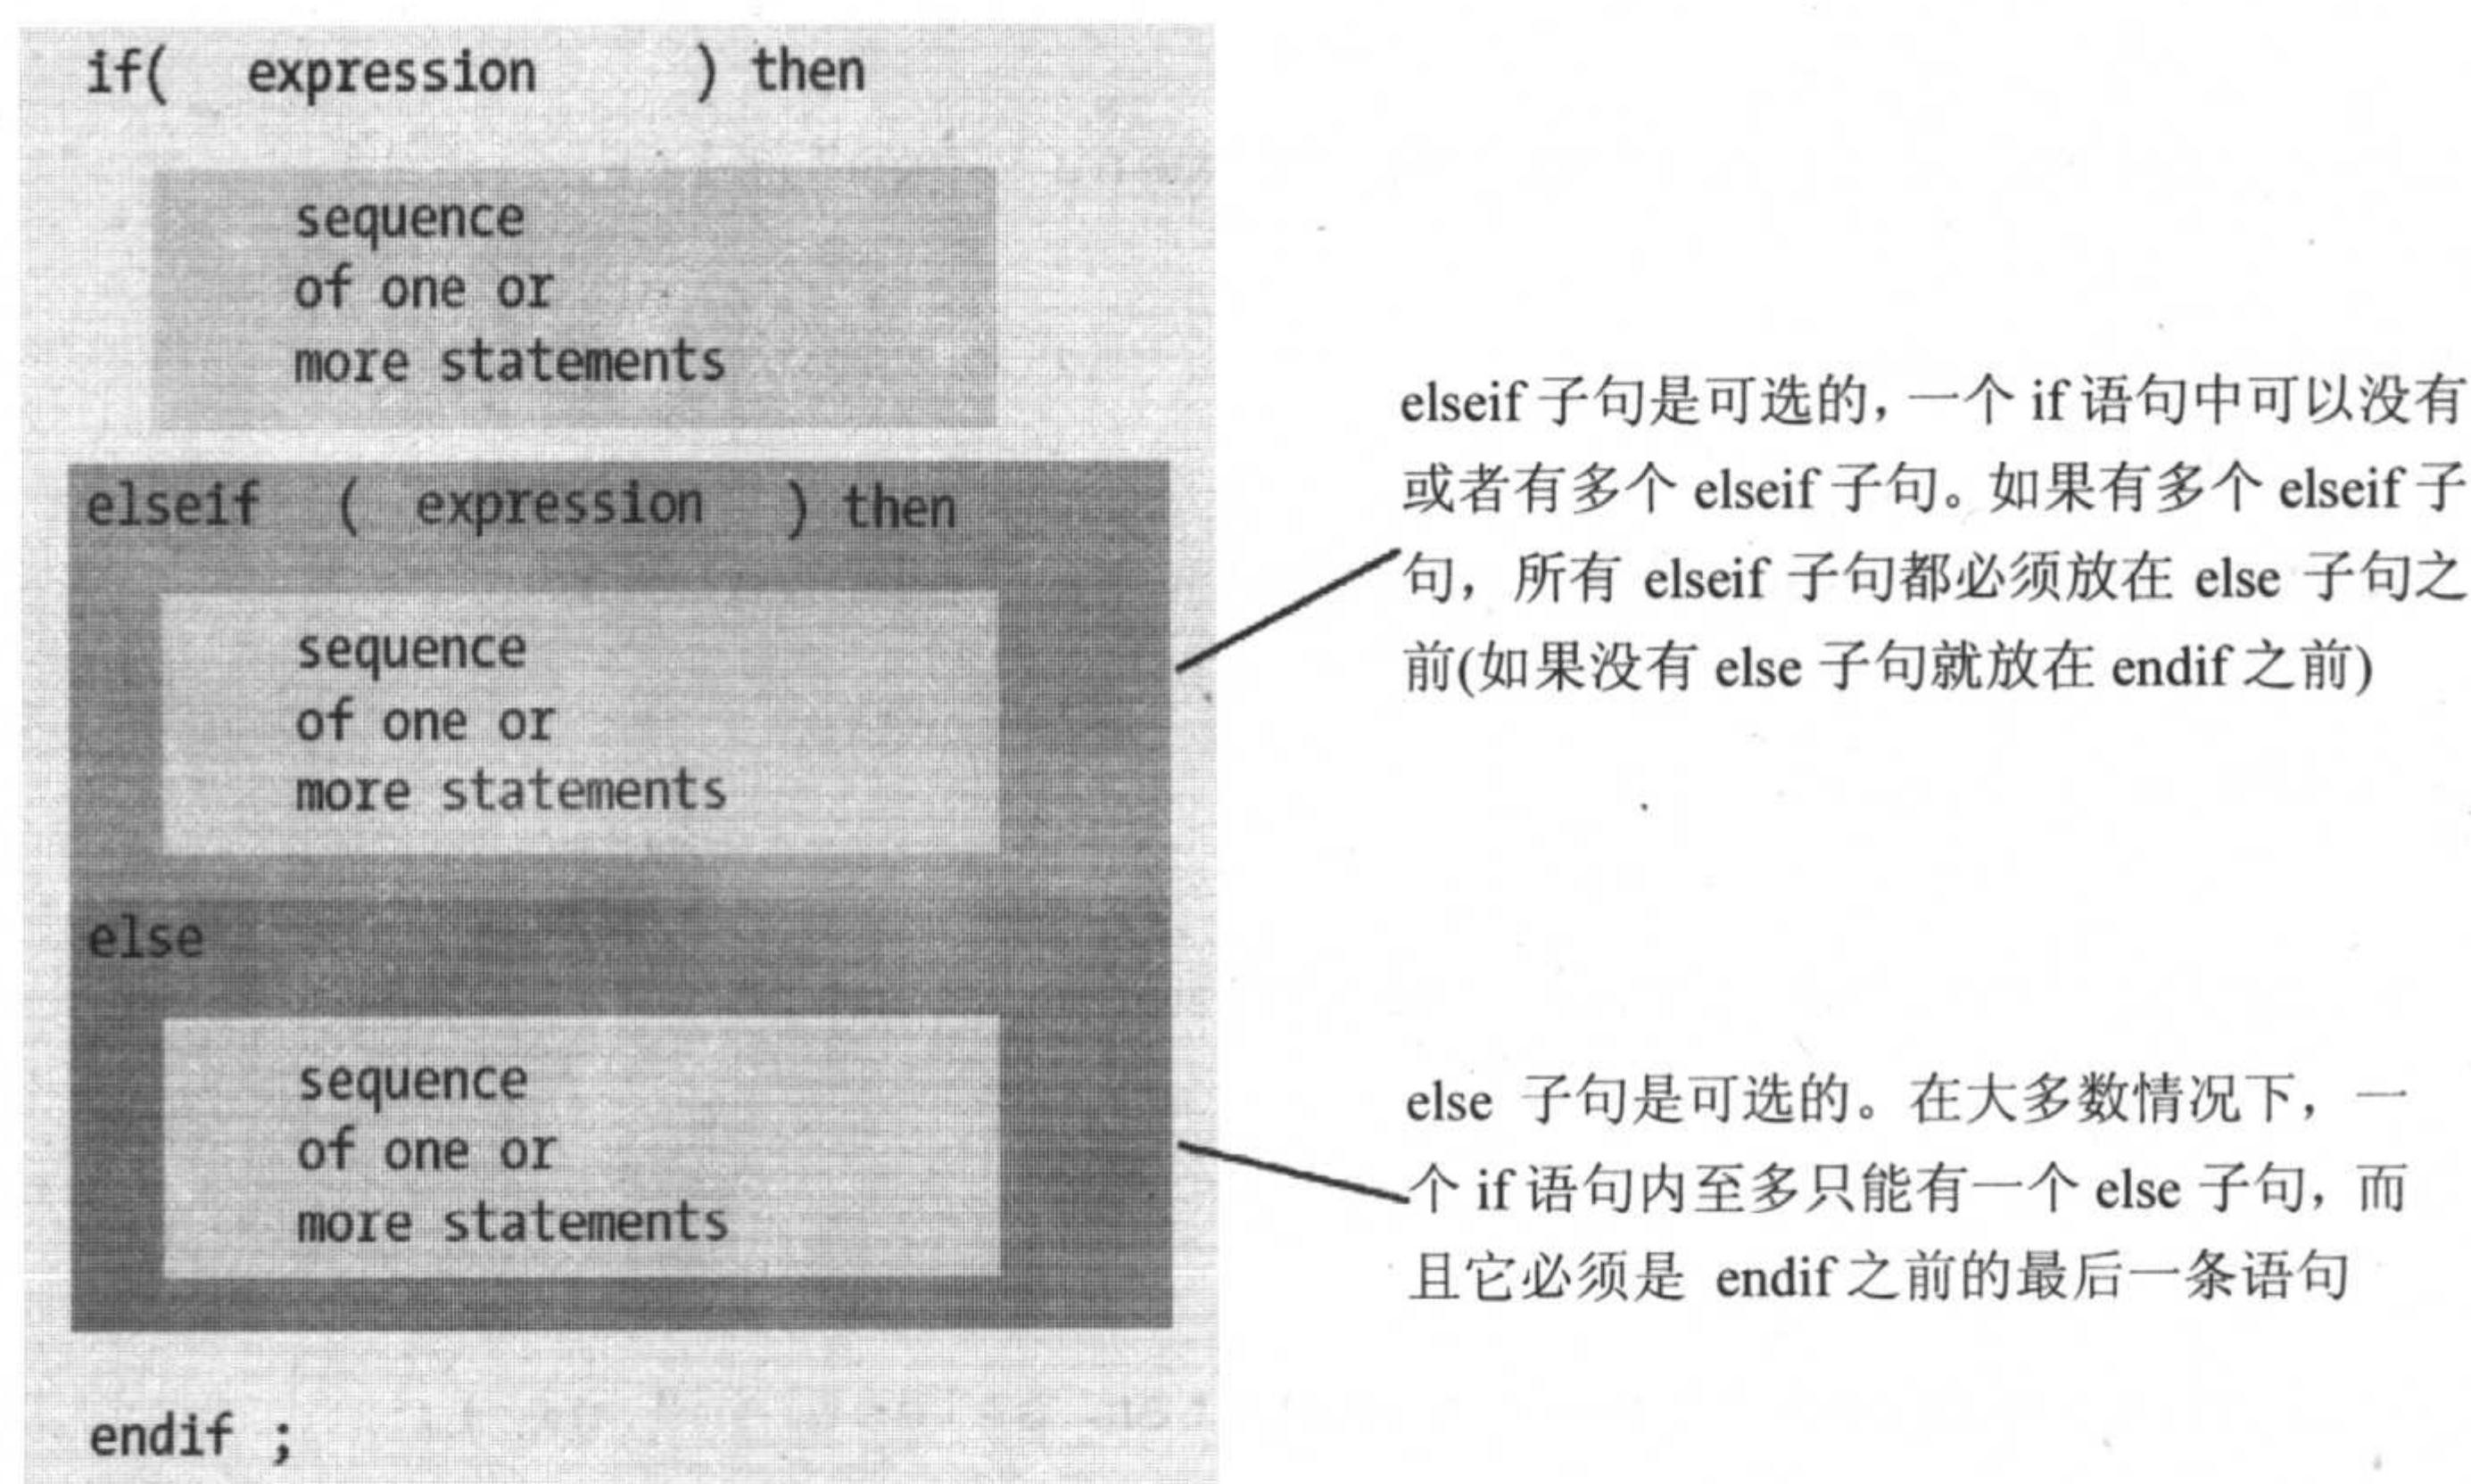 if( expression ) then
sequence
of one or
more statements
elseif ( expression ) then
sequence
of one or
more statements
else
sequence
of one or
more statements
endif ;
elseif 子句是可选的，一个 if 语句中可以没有
或者有多个 elseif 子句。如果有多个 elseif 子
句，所有 elseif 子句都必须放在 else 子句之
前(如果没有 else 子句就放在 endif 之前)
else 子句是可选的。在大多数情况下，一
个 if 语句内至多只能有一个 else 子句，而
且它必须是 endif 之前的最后一条语句